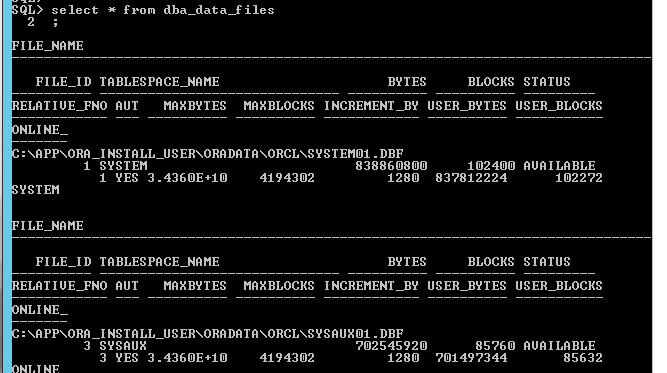 SQL> select * from dba_data_files
  2  ;

FILE_NAME
--------------------------------------------------------------------------------
   FILE_ID TABLESPACE_NAME                     BYTES     BLOCKS STATUS
---------- ------------------------------ ---------- ---------- ---------
RELATIVE_FNO AUT   MAXBYTES  MAXBLOCKS INCREMENT_BY USER_BYTES USER_BLOCKS
------------ --- ---------- ---------- ------------ ---------- -----------
ONLINE_
-------
C:\APP\ORA_INSTALL_USER\ORADATA\ORCL\SYSTEM01.DBF
         1 SYSTEM                          838860800     102400 AVAILABLE
           1 YES 3.4360E+10    4194302         1280  837812224      102272
SYSTEM

FILE_NAME
--------------------------------------------------------------------------------
   FILE_ID TABLESPACE_NAME                     BYTES     BLOCKS STATUS
---------- ------------------------------ ---------- ---------- ---------
RELATIVE_FNO AUT   MAXBYTES  MAXBLOCKS INCREMENT_BY USER_BYTES USER_BLOCKS
------------ --- ---------- ---------- ------------ ---------- -----------
ONLINE_
-------
C:\APP\ORA_INSTALL_USER\ORADATA\ORCL\SYSAUX01.DBF
         3 SYSAUX                          702545920      85760 AVAILABLE
           3 YES 3.4360E+10    4194302         1280  701497344       85632
ONLINE